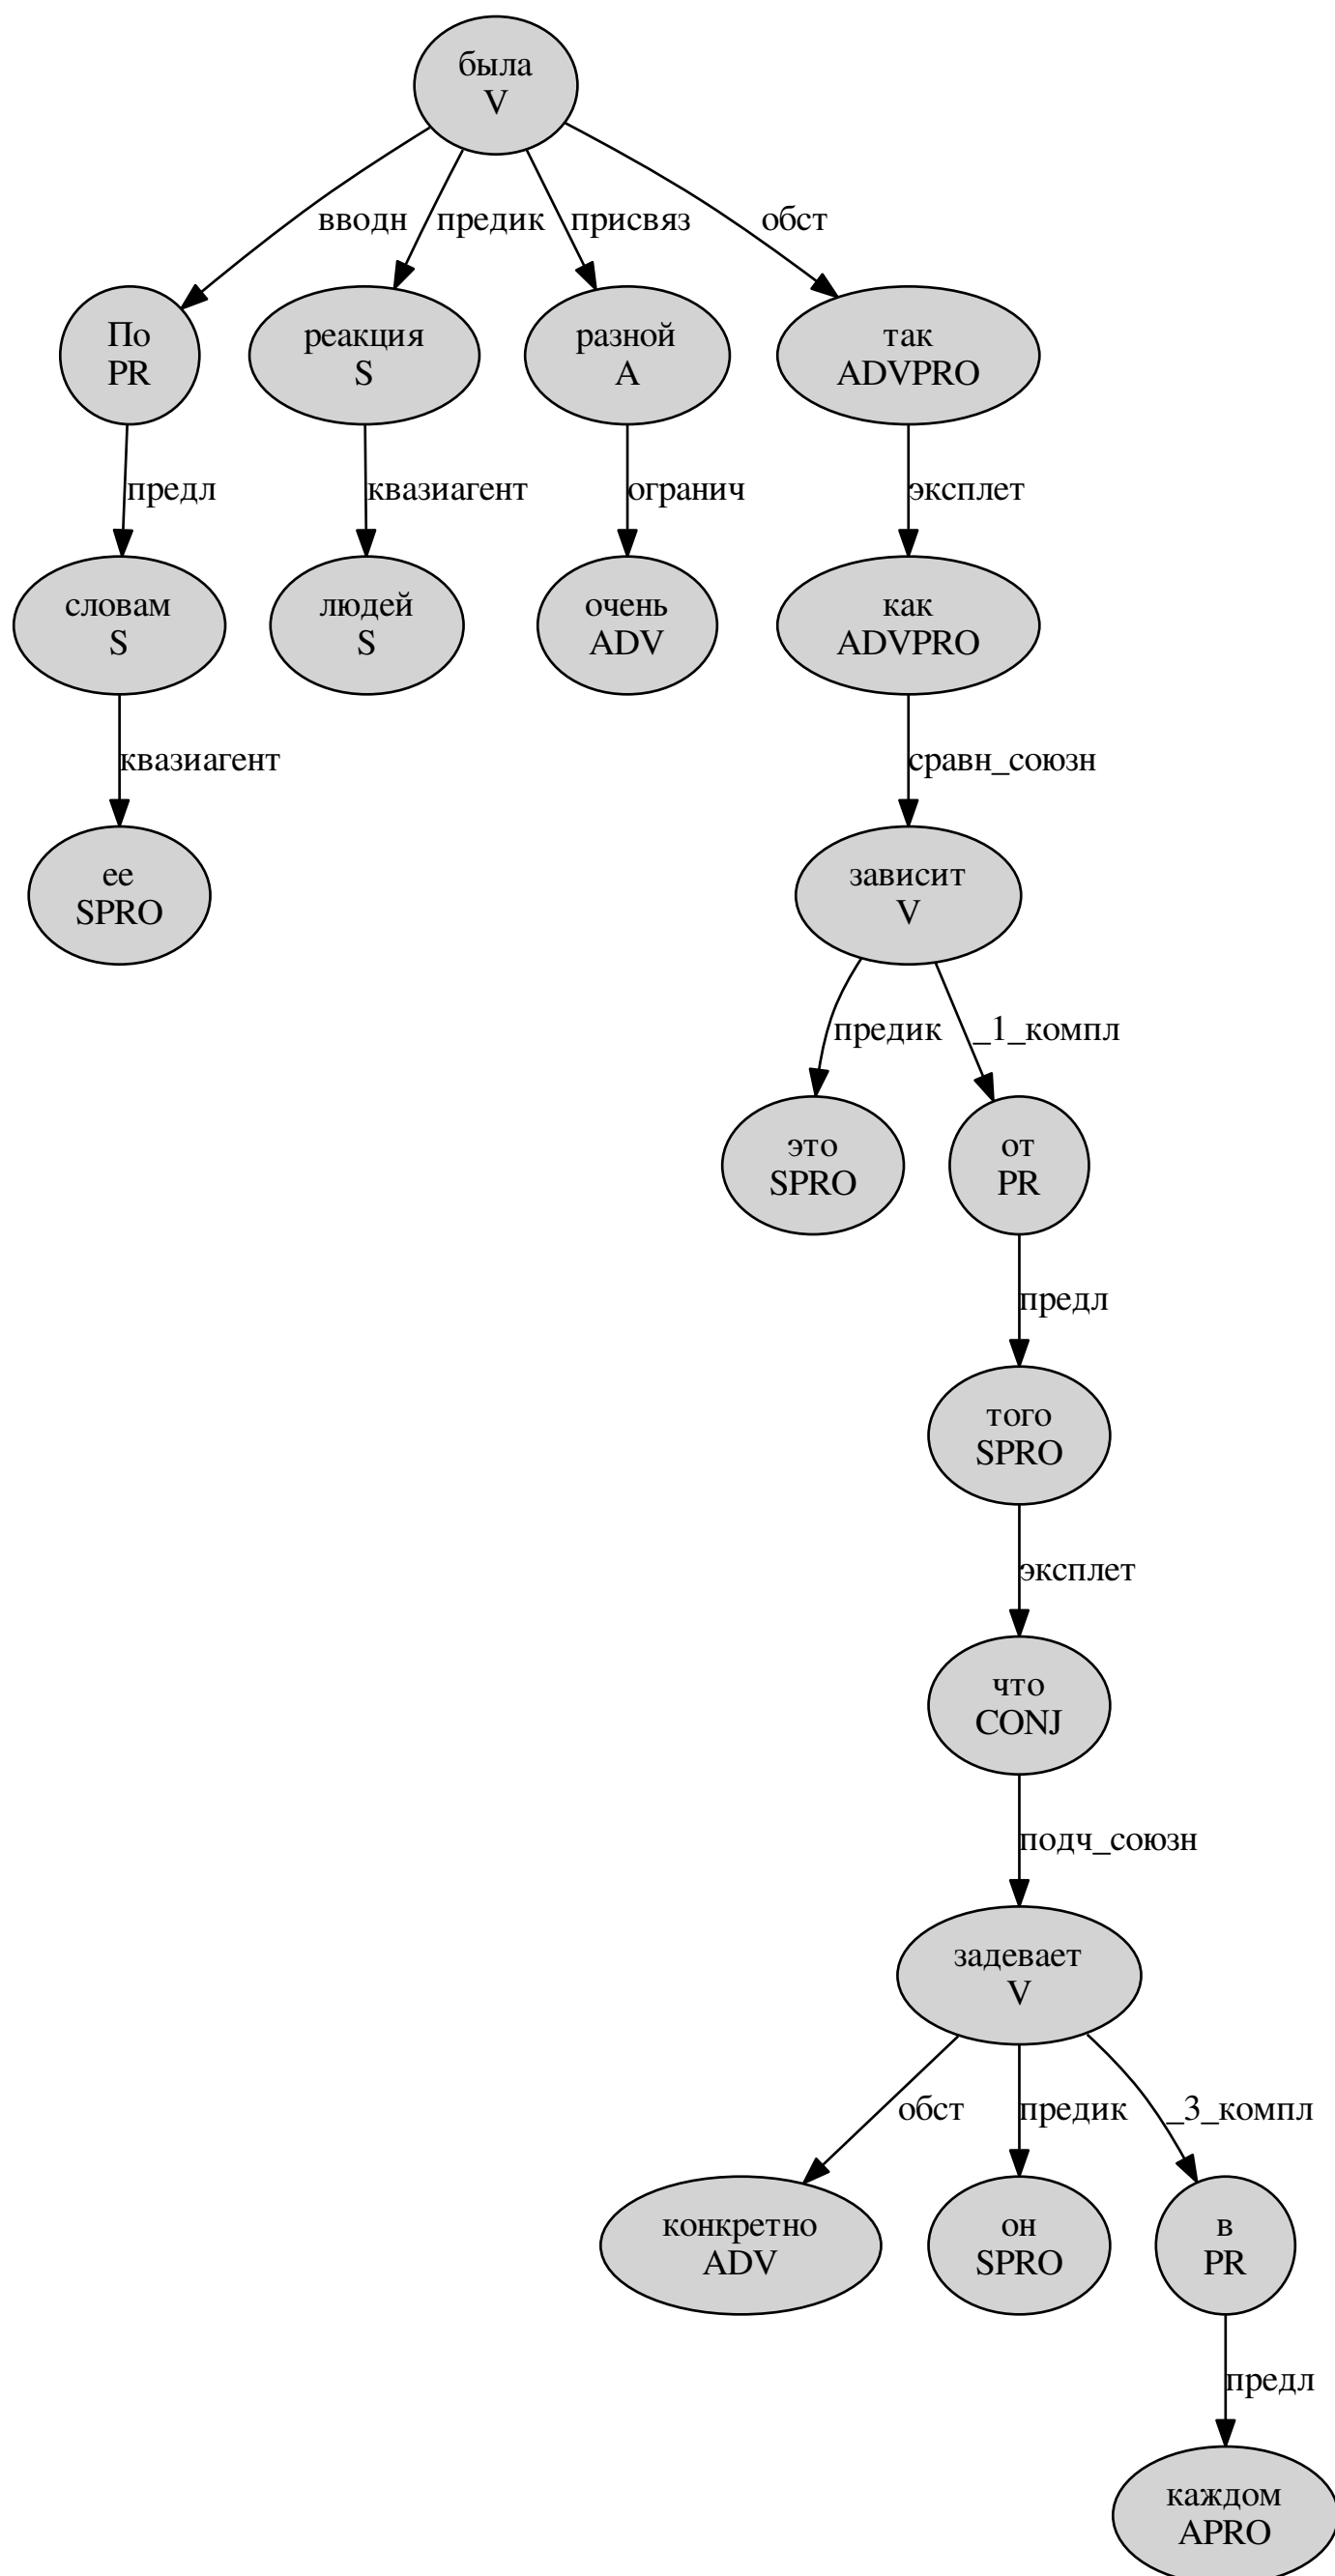 была
V
вводн
предик
присвяз
обст
По
PR
реакция
S
разной
A
так
ADVPRO
предл
квазиагент
огранич
эксплет
словам
S
людей
S
очень
ADV
как
ADVPRO
квазиагент
сравн_союзн
ее
SPRO
зависит
V
предик
_1_компл
это
SPRO
от
PR
предл
того
SPRO
эксплет
что
CONJ
подч_союзн
задевает
V
обст
предик
_3_компл
конкретно
ADV
он
SPRO
в
PR
предл
каждом
APRO